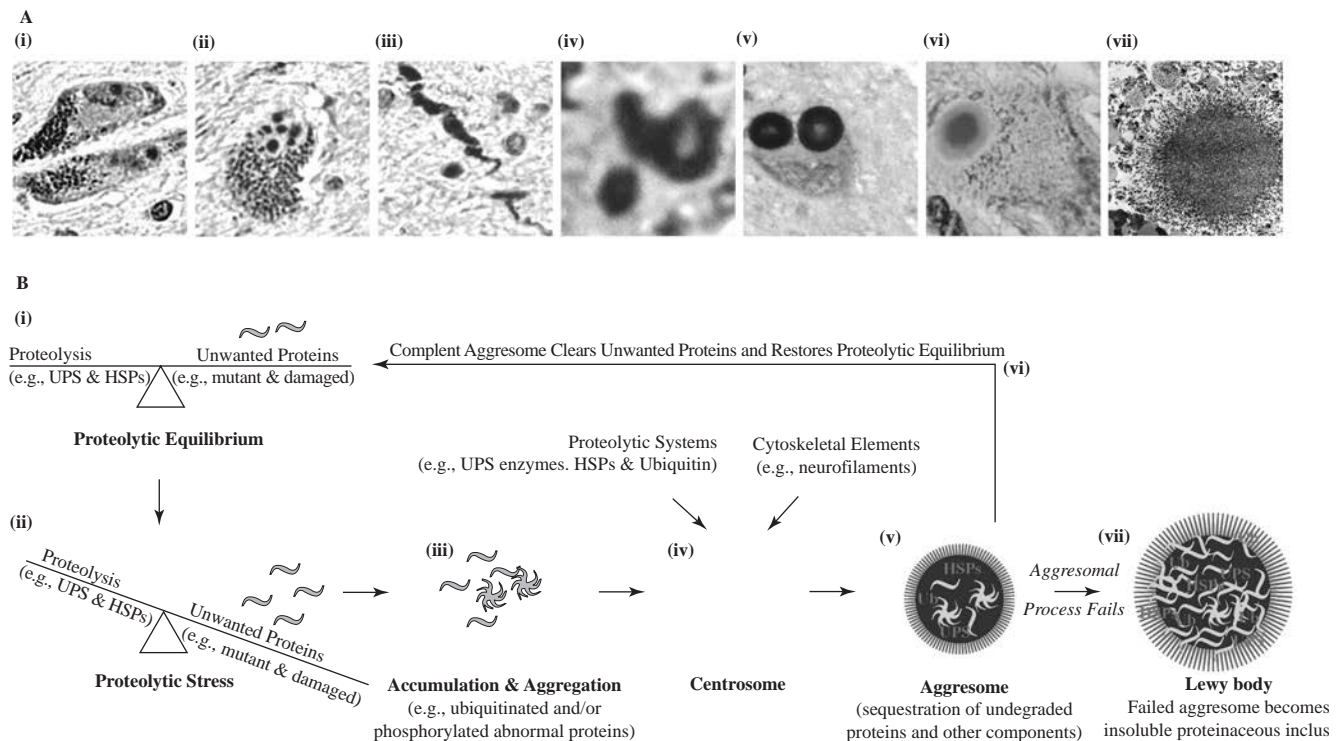 A
(i)
(ii)
(iii)
(iv)
(v)
(vi)
(vii)
B
(i)
Proteolysis
(e.g., UPS & HSPs)
Unwanted Proteins
(e.g., mutant & damaged)
Proteolytic Equilibrium
Complent Aggresome Clears Unwanted Proteins and Restores Proteolytic Equilibrium
(vi)
Proteolytic Systems
(e.g., UPS enzymes. HSPs & Ubiquitin)
Cytoskeletal Elements
(e.g., neurofilaments)
(ii)
Proteolysis
(e.g., UPS & HSPs)
Unwanted Proteins
(e.g., mutant & damaged)
Proteolytic Stress
(iii)
Accumulation & Aggregation
(e.g., ubiquitinated and/or
phosphorylated abnormal proteins)
(iv)
Centrosome
(v)
HSPs
Ub
UPS
Aggresome
(sequestration of undegraded
proteins and other components)
Aggresomal
Process Fails
(vii)
Lewy body
Failed aggresome becomes
insoluble proteinaceous inclus